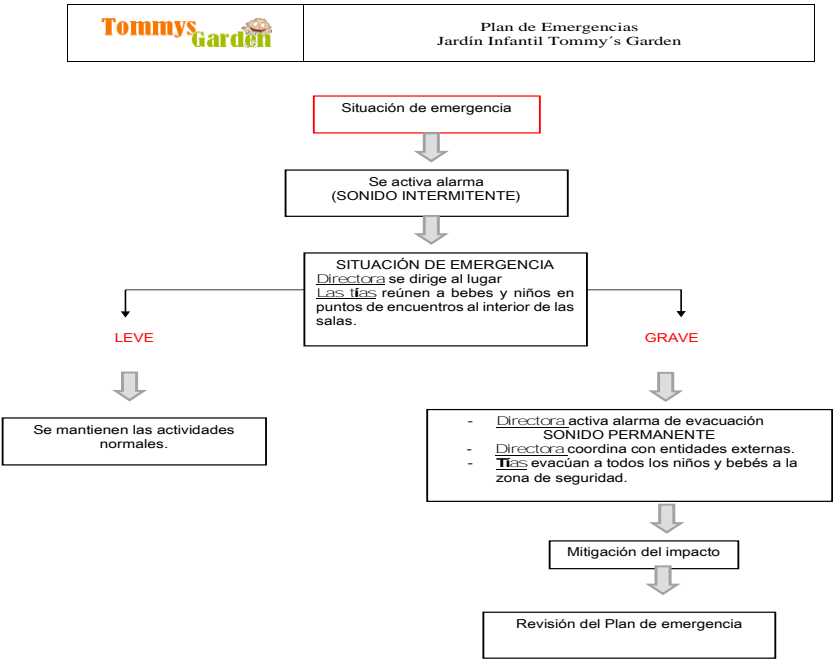 Tommys Garden
Plan de Emergencias
Jardín Infantil Tommy´s Garden
Situación de emergencia
Se activa alarma
(SONIDO INTERMITENTE)
SITUACIÓN DE EMERGENCIA
Directora se dirige al lugar
Las tías reúnen a bebes y niños en
puntos de encuentros al interior de las
salas.
LEVE
GRAVE
Se mantienen las actividades
normales.
- Directora activa alarma de evacuación
SONIDO PERMANENTE
- Directora coordina con entidades externas.
- Tías evacúan a todos los niños y bebés a la
zona de seguridad.
Mitigación del impacto
Revisión del Plan de emergencia